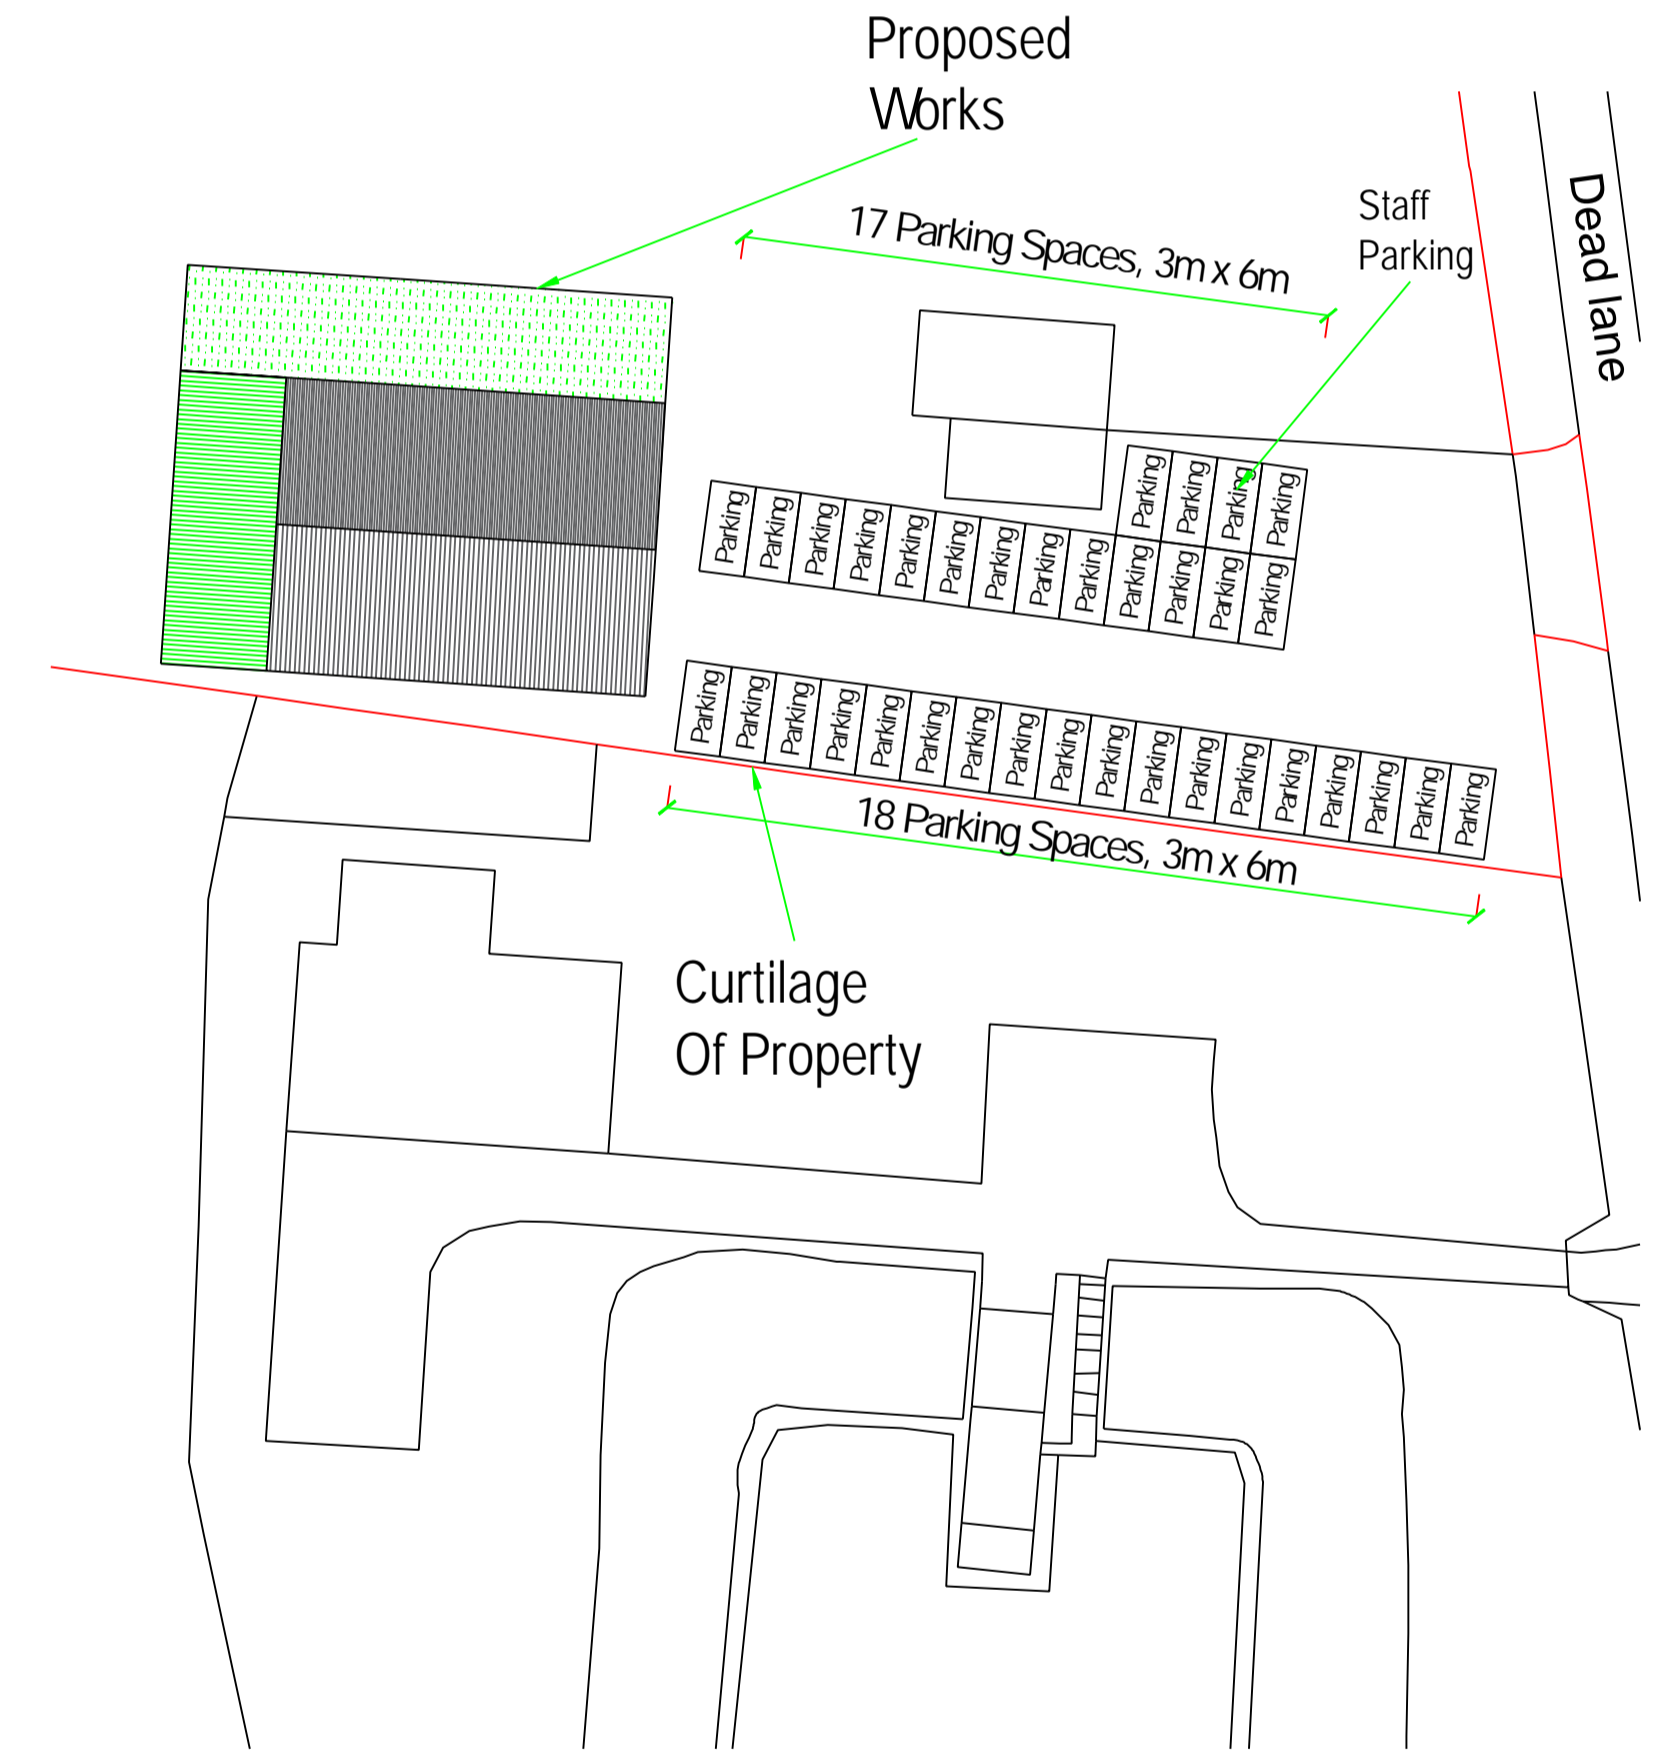 Proposed
Works
17 Parking Spaces, 3m x 6m
Staff
Parking
Dead lane
Parking Parking Parking Parking
Parking Parking Parking Parking Parking Parking Parking Parking Parking Parking Parking Parking Parking
Parking Parking Parking Parking Parking Parking Parking Parking Parking Parking Parking Parking Parking Parking Parking Parking Parking Parking
18 Parking Spaces, 3m x 6m
Curtilage
Of Property